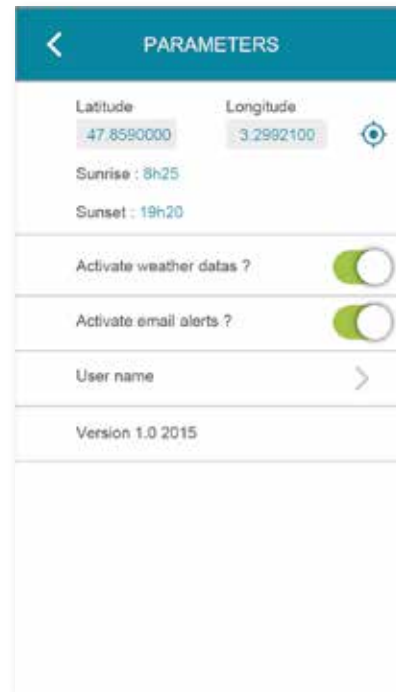 PARAMETERS
Latitude Longitude
47.8590000 3.2992100
Sunrise : 8h25
Sunset : 19h20
Activate weather datas ?
Activate email alerts ?
User name
Version 1.0 2015